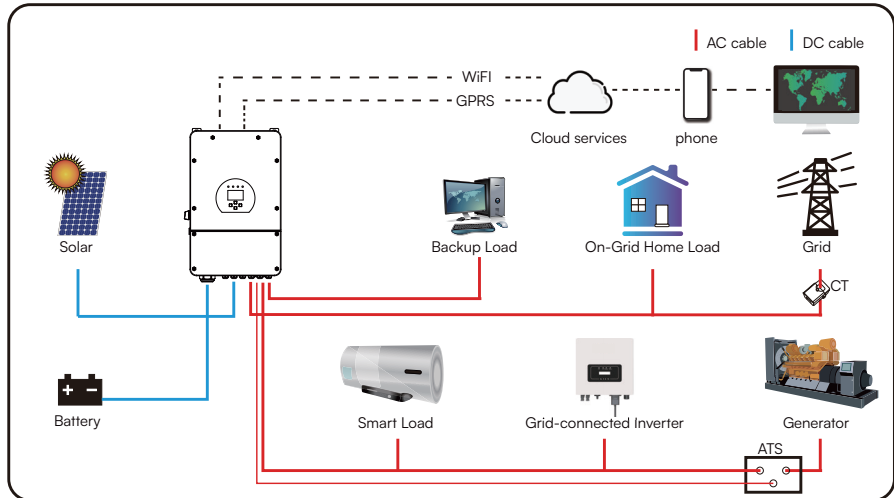 AC cable
DC cable
WiFI
GPRS
Cloud services
phone
Solar
Backup Load
On-Grid Home Load
Grid
CT
Battery
Smart Load
Grid-connected Inverter
Generator
ATS